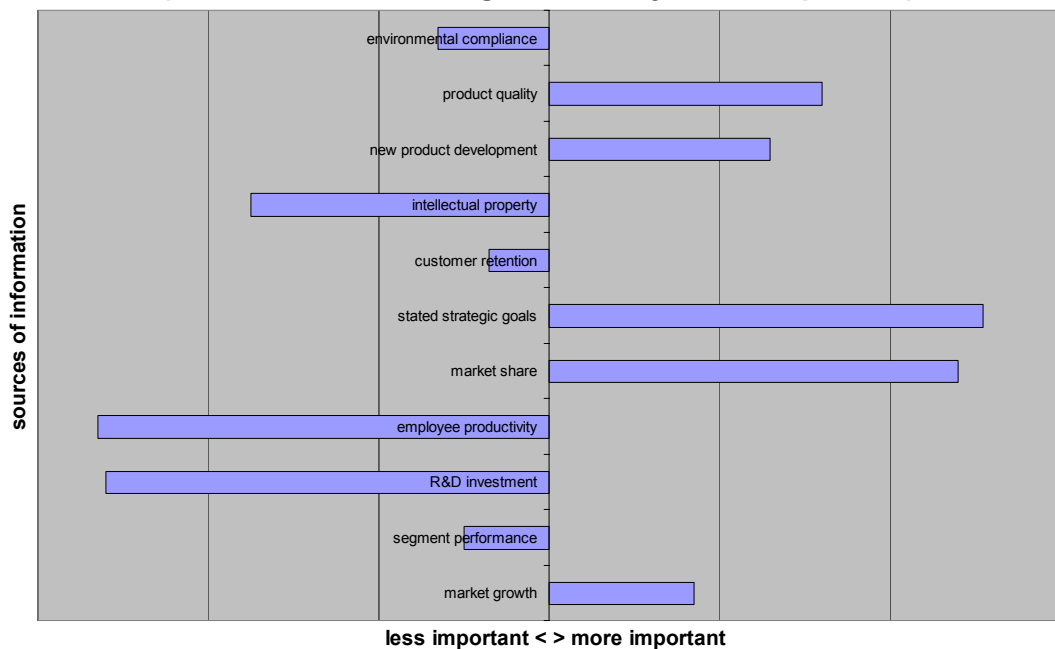 environmental compliance
product quality
new product development
intellectual property
customer retention
stated strategic goals
market share
employee productivity
R&D investment
segment performance
market growth
sources of information
less important < > more important